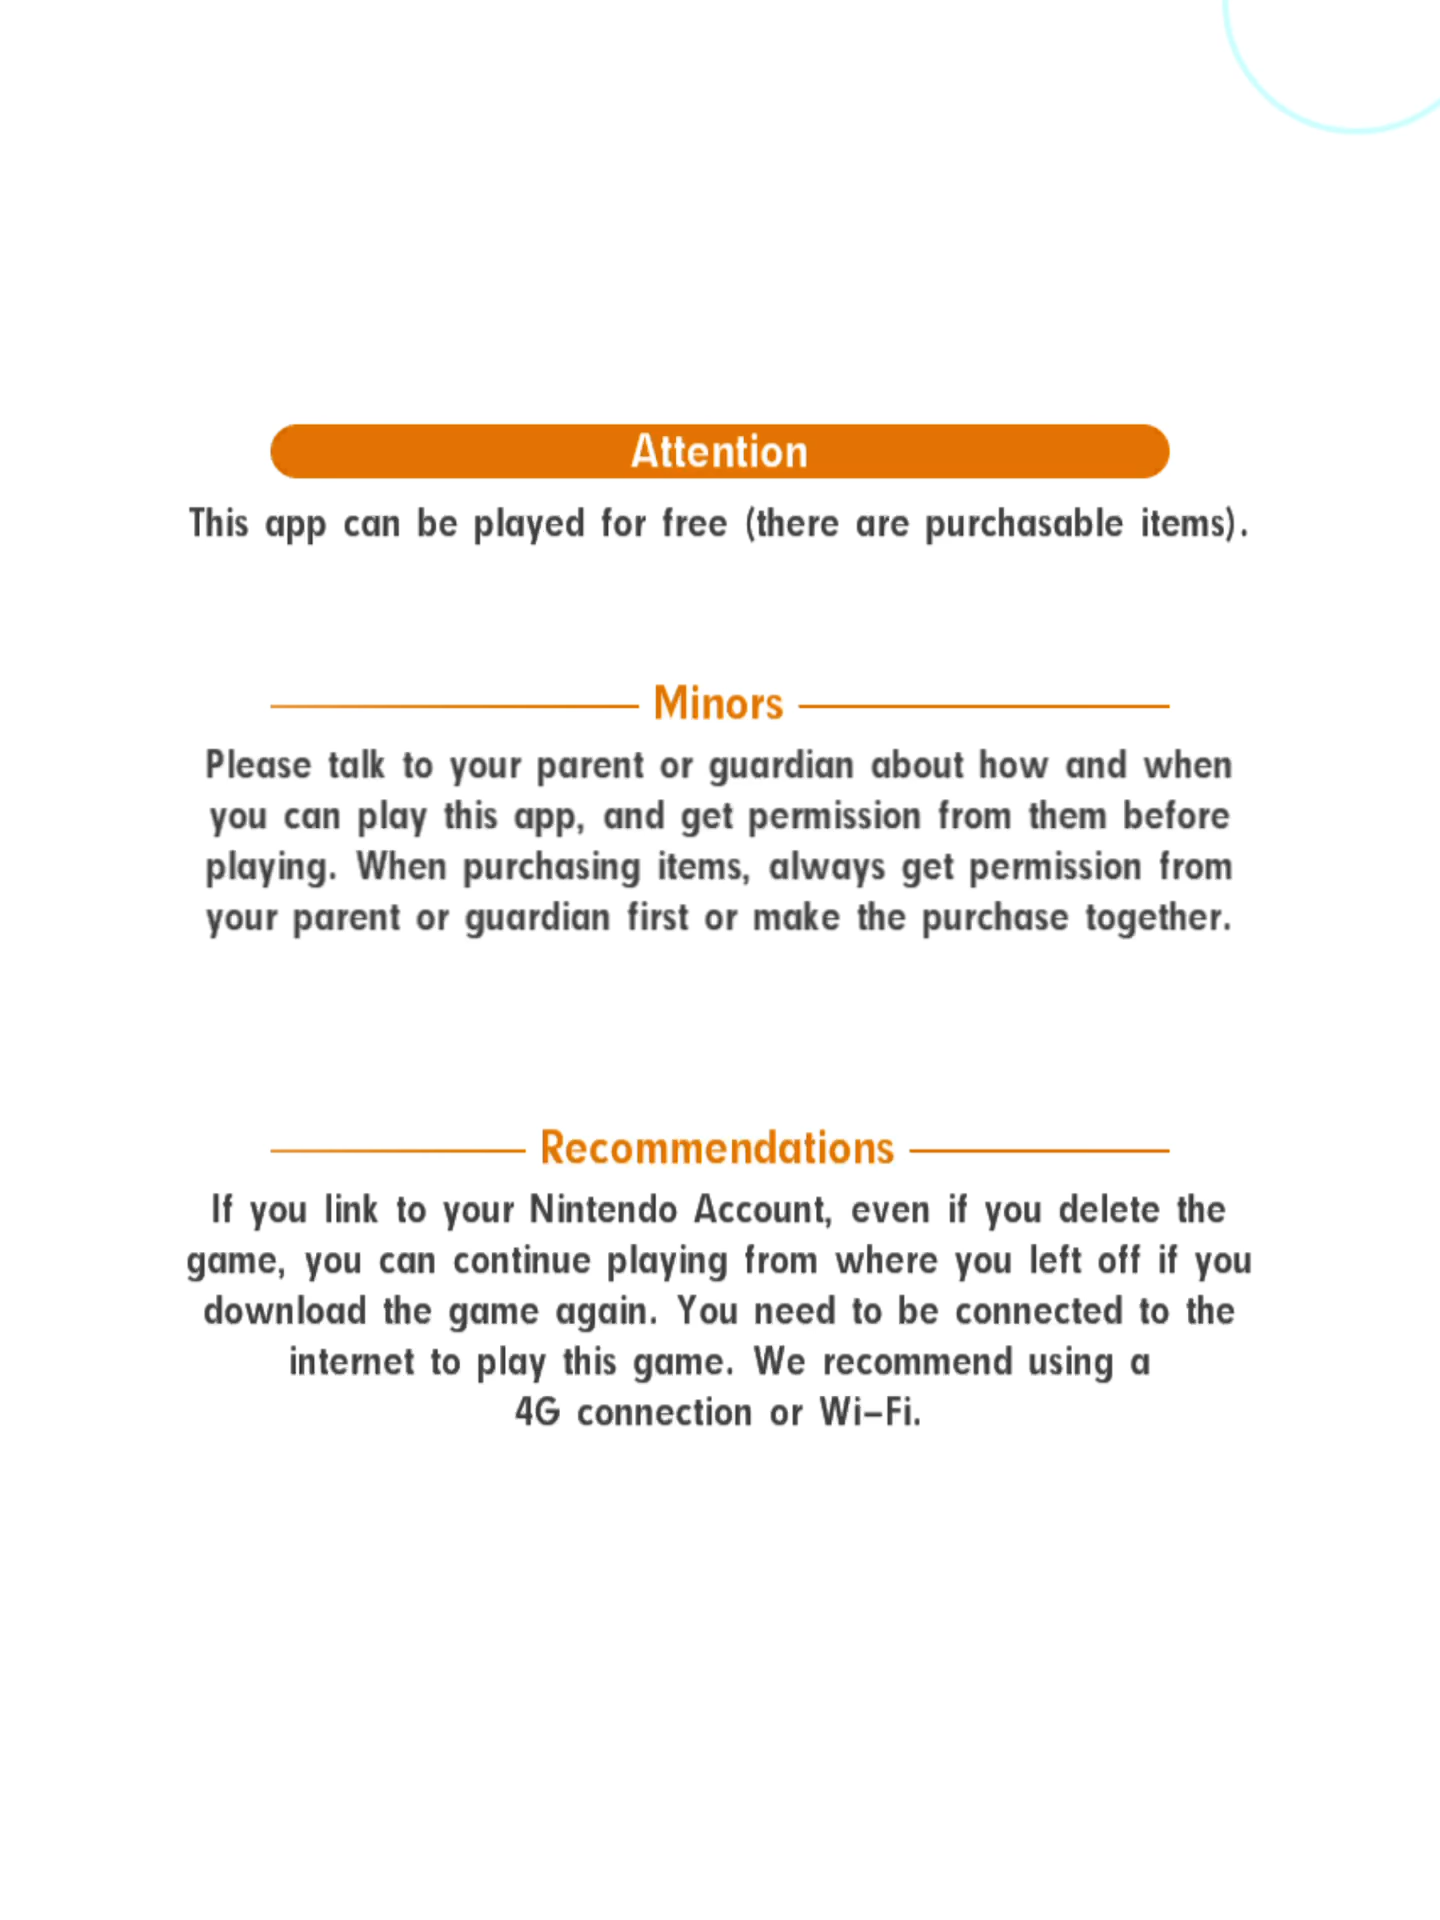 Attention
This app can be played for free (there are purchasable items).
Minors
Please talk to your parent or guardian about how and when
you can play this app, and get permission from them before
playing. When purchasing items, always get permission from
your parent or guardian first or make the purchase together.
Recommendations
If you link to your Nintendo Account, even if you delete the
game, you can continue playing from where you left off if you
download the game again. You need to be connected to the
internet to play this game. We recommend using a
4G connection or Wi–Fi.